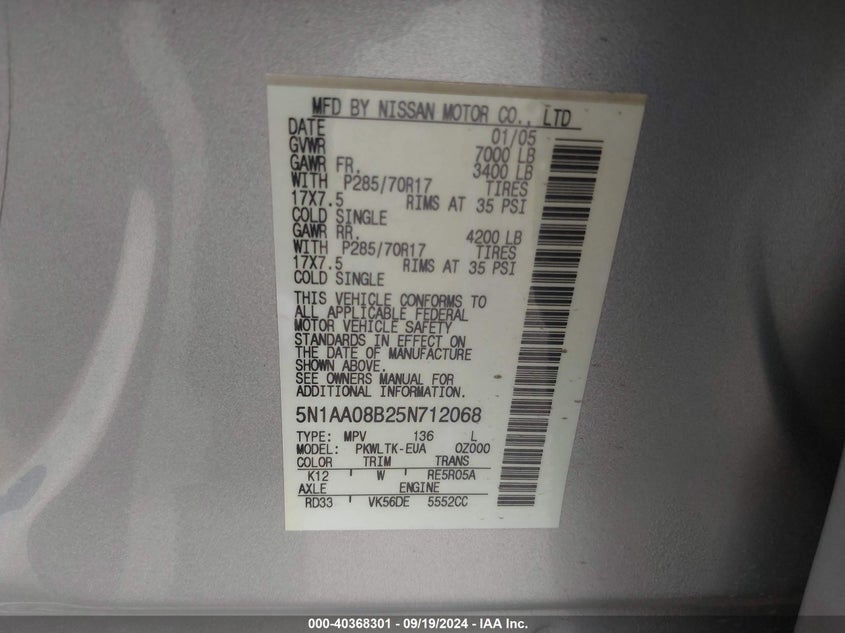 MFD BY NISSAN MOTOR CO., LTD
DATE 01/05
GVWR 7000 LB
GAWR FR. 3400 LB
WITH P285/70R17 TIRES
17X7.5 RIMS AT 35 PSI
COLD SINGLE
GAWR RR. 4200 LB
WITH P285/70R17 TIRES
17X7.5 RIMS AT 35 PSI
COLD SINGLE
THIS VEHICLE CONFORMS TO
ALL APPLICABLE FEDERAL
MOTOR VEHICLE SAFETY
STANDARDS IN EFFECT ON
THE DATE OF MANUFACTURE
SHOWN ABOVE.
SEE OWNERS MANUAL FOR
ADDITIONAL INFORMATION.
5N1AA08B25N712068
TYPE: MPV 136 L
MODEL: PKWLTK-EUA 0Z000
COLOR TRIM TRANS
K12 W RE5R05A
AXLE ENGINE
RD33 VK56DE 5552CC
000-40368301 - 09/19/2024 - IAA Inc.